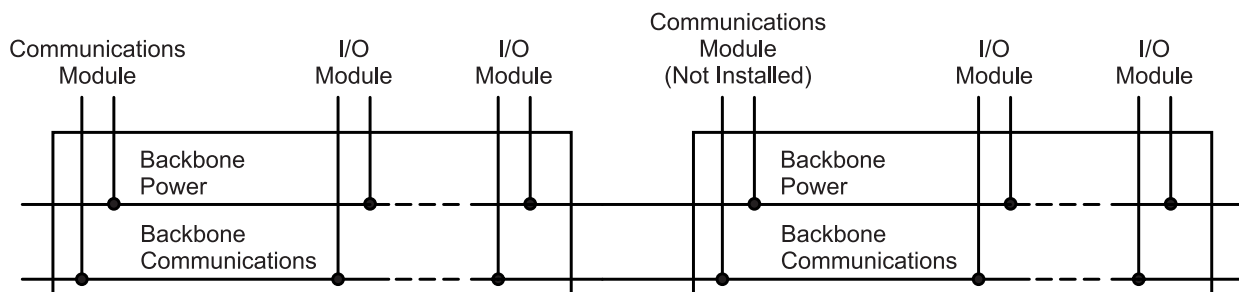 Communications
Module
I/O
Module
I/O
Module
Communications
Module
(Not Installed)
I/O
Module
I/O
Module
Backbone
Power
Backbone
Communications
Backbone
Power
Backbone
Communications